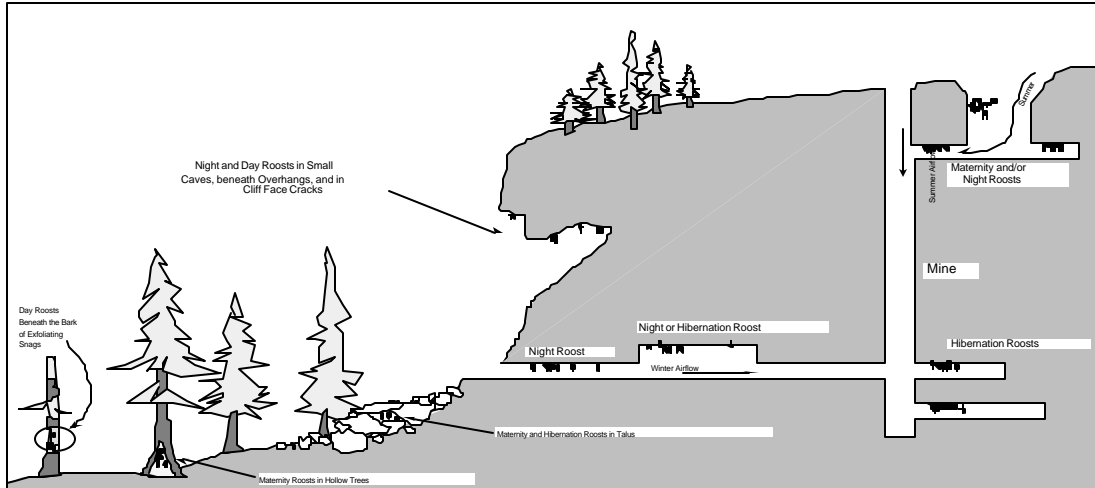 Night and Day Roosts in Small
Caves, beneath Overhangs, and in
Cliff Face Cracks
Summer
Summer Airflow
Maternity and/or
Night Roosts
Mine
Day Roosts
Beneath the Bark
of Exfoliating
Snags
Night or Hibernation Roost
Night Roost
Winter Airflow
Hibernation Roosts
Maternity and Hibernation Roosts in Talus
Maternity Roosts in Hollow Trees